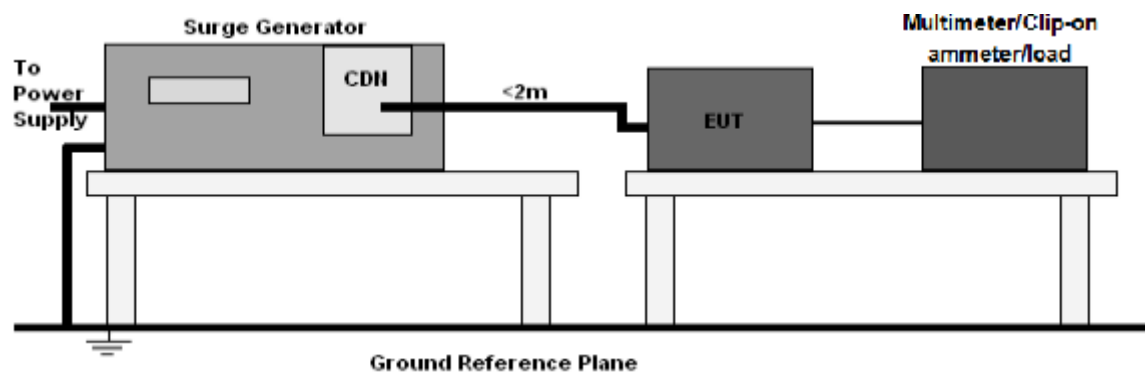 Surge Generator
Multimeter/Clip-on
ammeter/load
To
Power
Supply
CDN
<2m
EUT
Ground Reference Plane